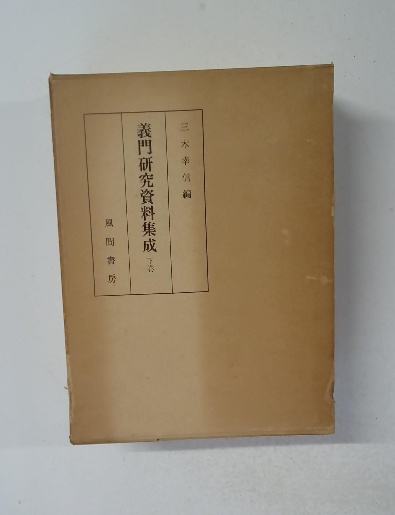 三木幸信編
義門研究資料集成 下巻
風間書房